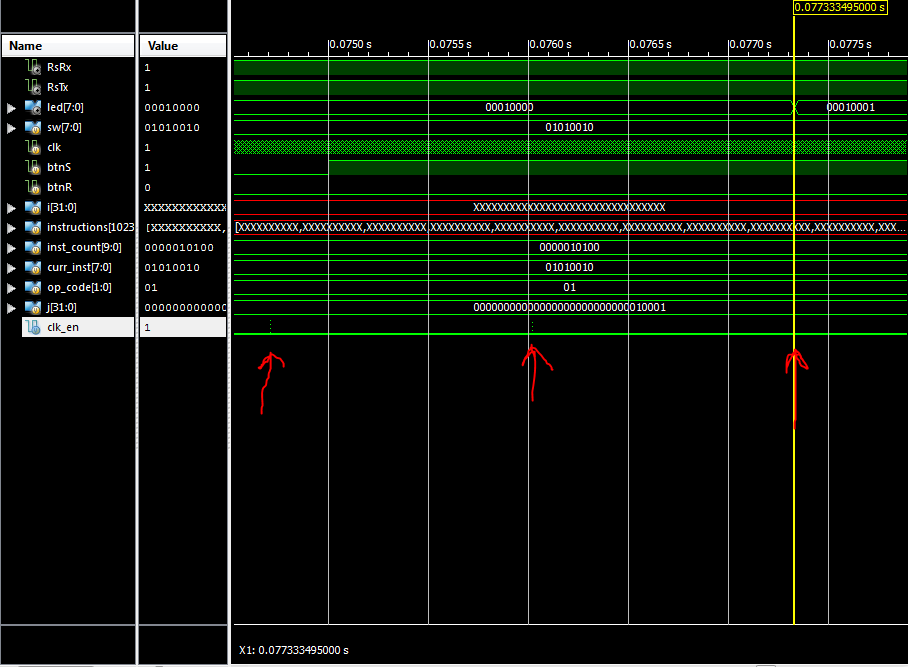 0.077333495000 s
Name Value
0.0750 s 0.0755 s 0.0760 s 0.0765 s 0.0770 s 0.0775 s
RsRx 1
RsTx 1
led[7:0] 00010000 00010000 00010001
sw[7:0] 01010010 01010010
clk 1
btnS 1
btnR 0
i[31:0] XXXXXXXXXXXX XXXXXXXXXXXXXXXXXXXXXXXXXXXXXXXX
instructions[1023 [XXXXXXXXXX, [XXXXXXXXXX,XXXXXXXXXX,XXXXXXXXXX,XXXXXXXXXX,XXXXXXXXXX,XXXXXXXXXX,XXXXXXXXXX,XXXXXXXXXX,XXXXXXXXXX,XXXXXXXXXX,XXX...
inst_count[9:0] 0000010100 0000010100
curr_inst[7:0] 01010010 01010010
op_code[1:0] 01 01
j[31:0] 000000000000 00000000000000000000000000010001
clk_en 1
X1: 0.077333495000 s